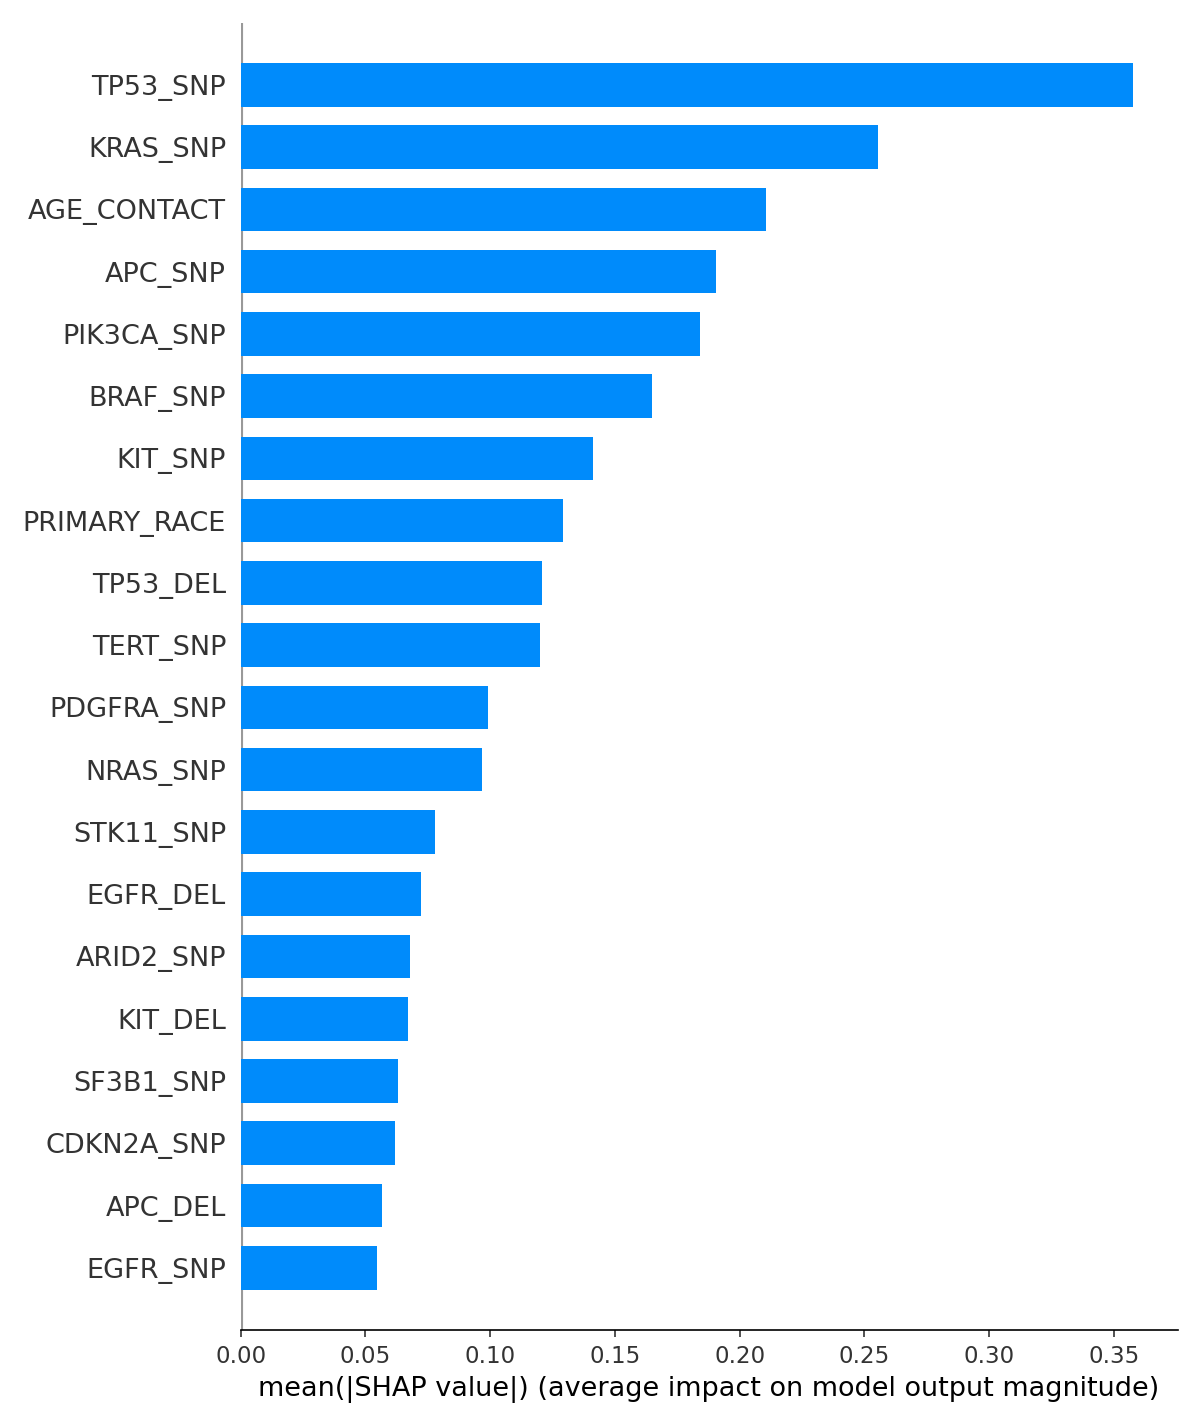 TP53_SNP
KRAS_SNP
AGE_CONTACT
APC_SNP
PIK3CA_SNP
BRAF_SNP
KIT_SNP
PRIMARY_RACE
TP53_DEL
TERT_SNP
PDGFRA_SNP
NRAS_SNP
STK11_SNP
EGFR_DEL
ARID2_SNP
KIT_DEL
SF3B1_SNP
CDKN2A_SNP
APC_DEL
EGFR_SNP
0.00 0.05 0.10 0.15 0.20 0.25 0.30 0.35
mean(|SHAP value|) (average impact on model output magnitude)